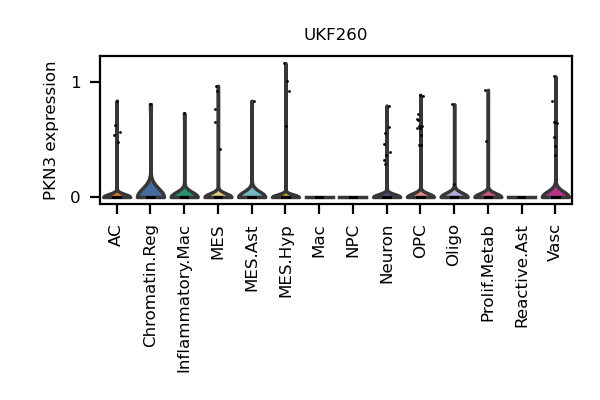 UKF260
PKN3 expression
1
0
AC
Chromatin.Reg
Inflammatory.Mac
MES
MES.Ast
MES.Hyp
Mac
NPC
Neuron
OPC
Oligo
Prolif.Metab
Reactive.Ast
Vasc